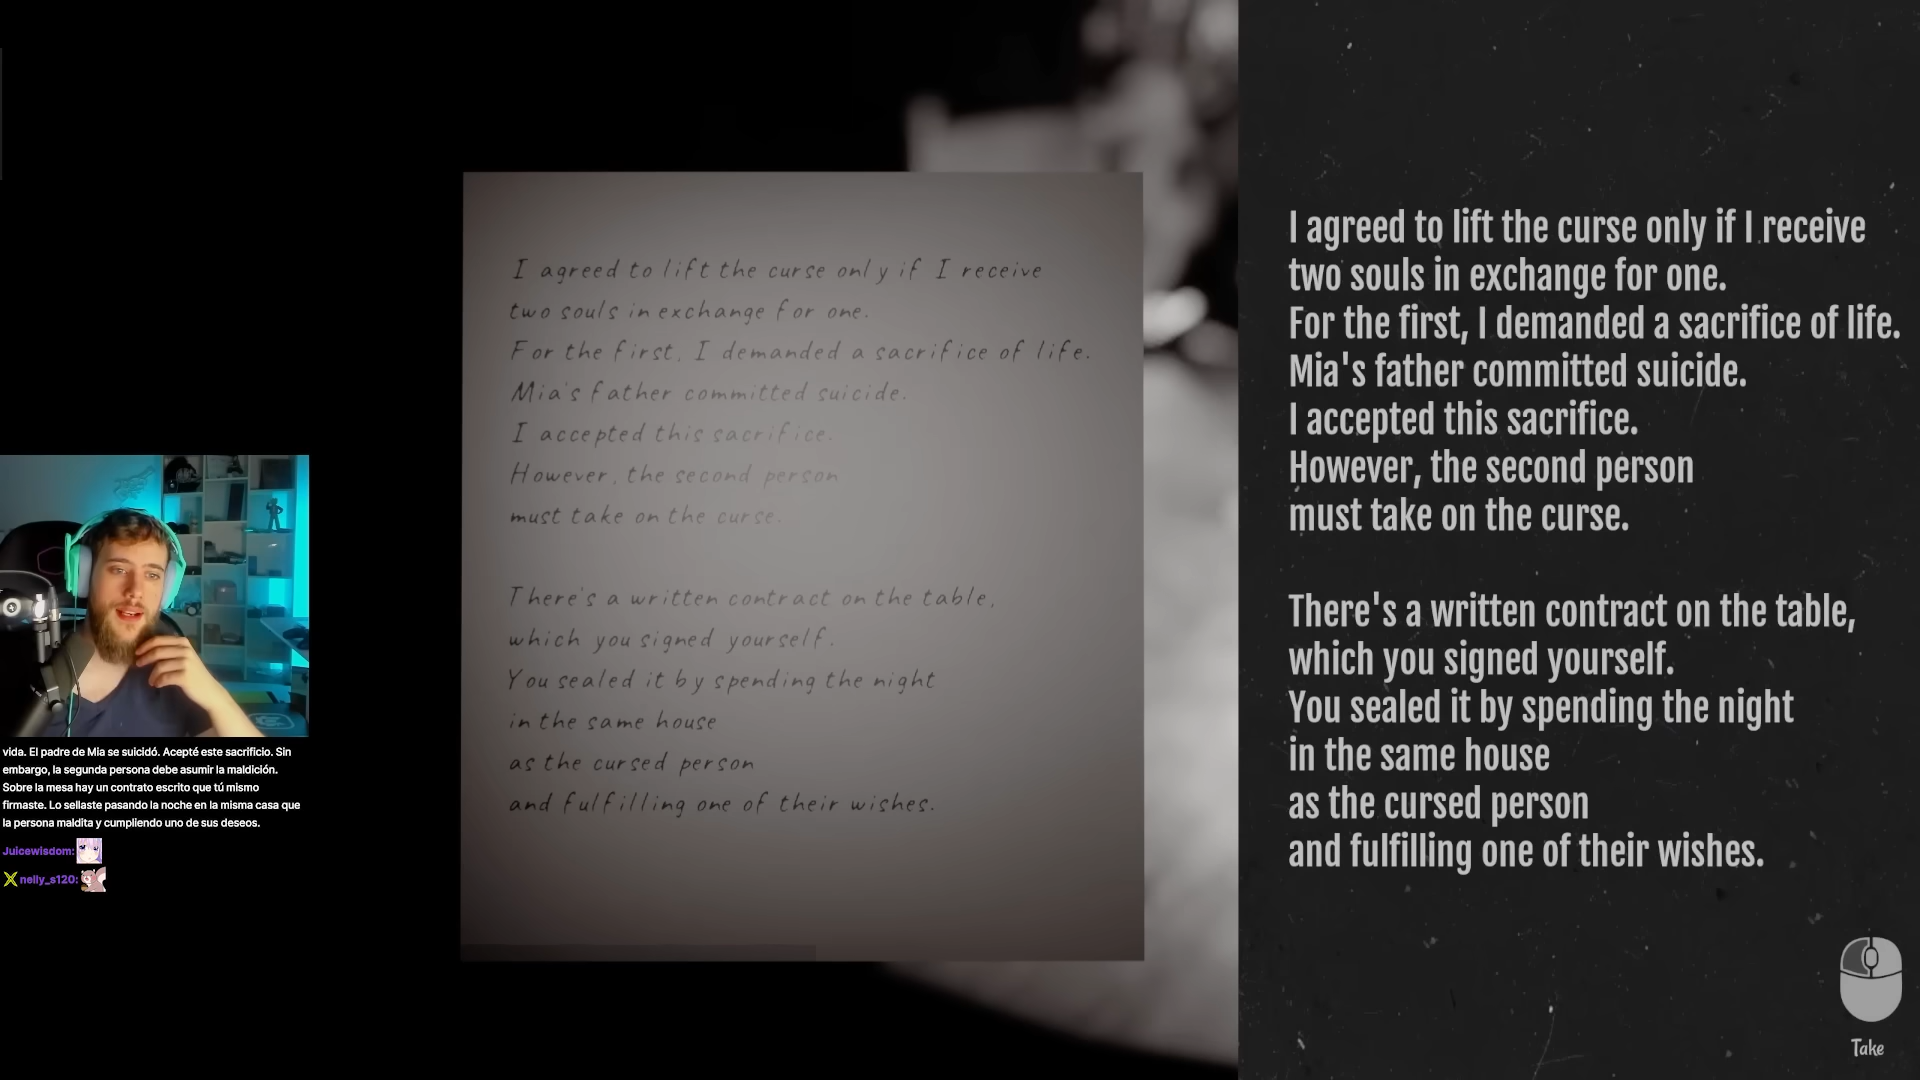 I agreed to lift the curse only if I receive
two souls in exchange for one.
For the first, I demanded a sacrifice of life.
Mia's father committed suicide.
I accepted this sacrifice.
However, the second person
must take on the curse.
There's a written contract on the table,
which you signed yourself.
You sealed it by spending the night
in the same house
as the cursed person
and fulfilling one of their wishes.
I agreed to lift the curse only if I receive
two souls in exchange for one.
For the first, I demanded a sacrifice of life.
Mia's father committed suicide.
I accepted this sacrifice.
However, the second person
must take on the curse.
There's a written contract on the table,
which you signed yourself.
You sealed it by spending the night
in the same house
as the cursed person
and fulfilling one of their wishes.
Take
vida. El padre de Mia se suicidó. Acepté este sacrificio. Sin
embargo, la segunda persona debe asumir la maldición.
Sobre la mesa hay un contrato escrito que tú mismo
firmaste. Lo sellaste pasando la noche en la misma casa que
la persona maldita y cumpliendo uno de sus deseos.
Juicewisdom:
nelly_s120: